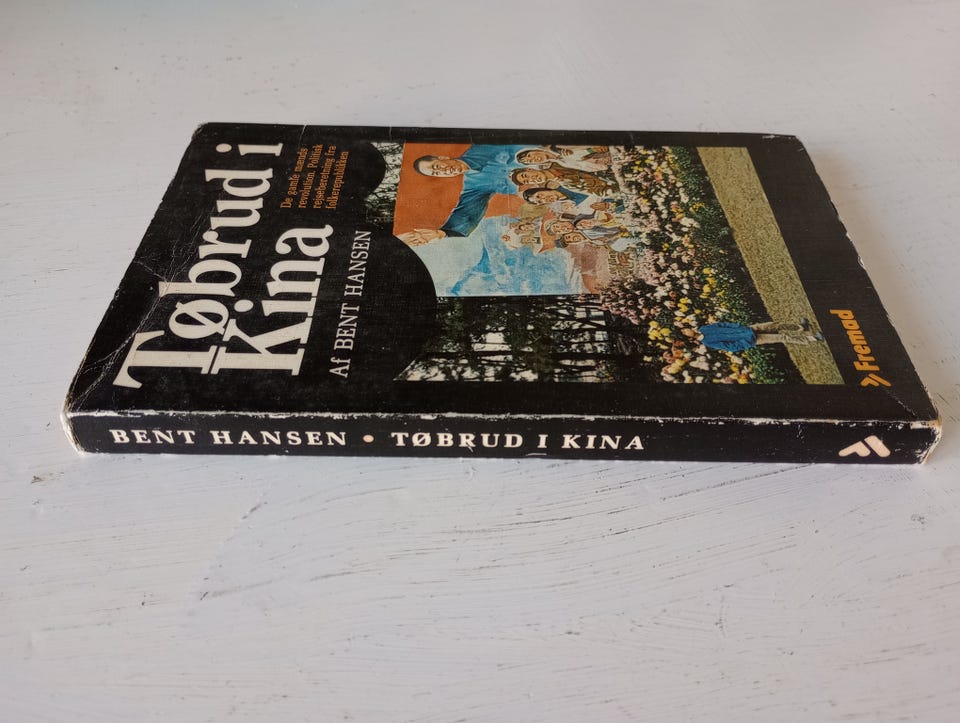 Tøbrud i
Kina
De gamle mænds
revolution. Politisk
rejseberetning fra
folkerepublikken
Af BENT HANSEN
Fremad
BENT HANSEN • TØBRUD I KINA